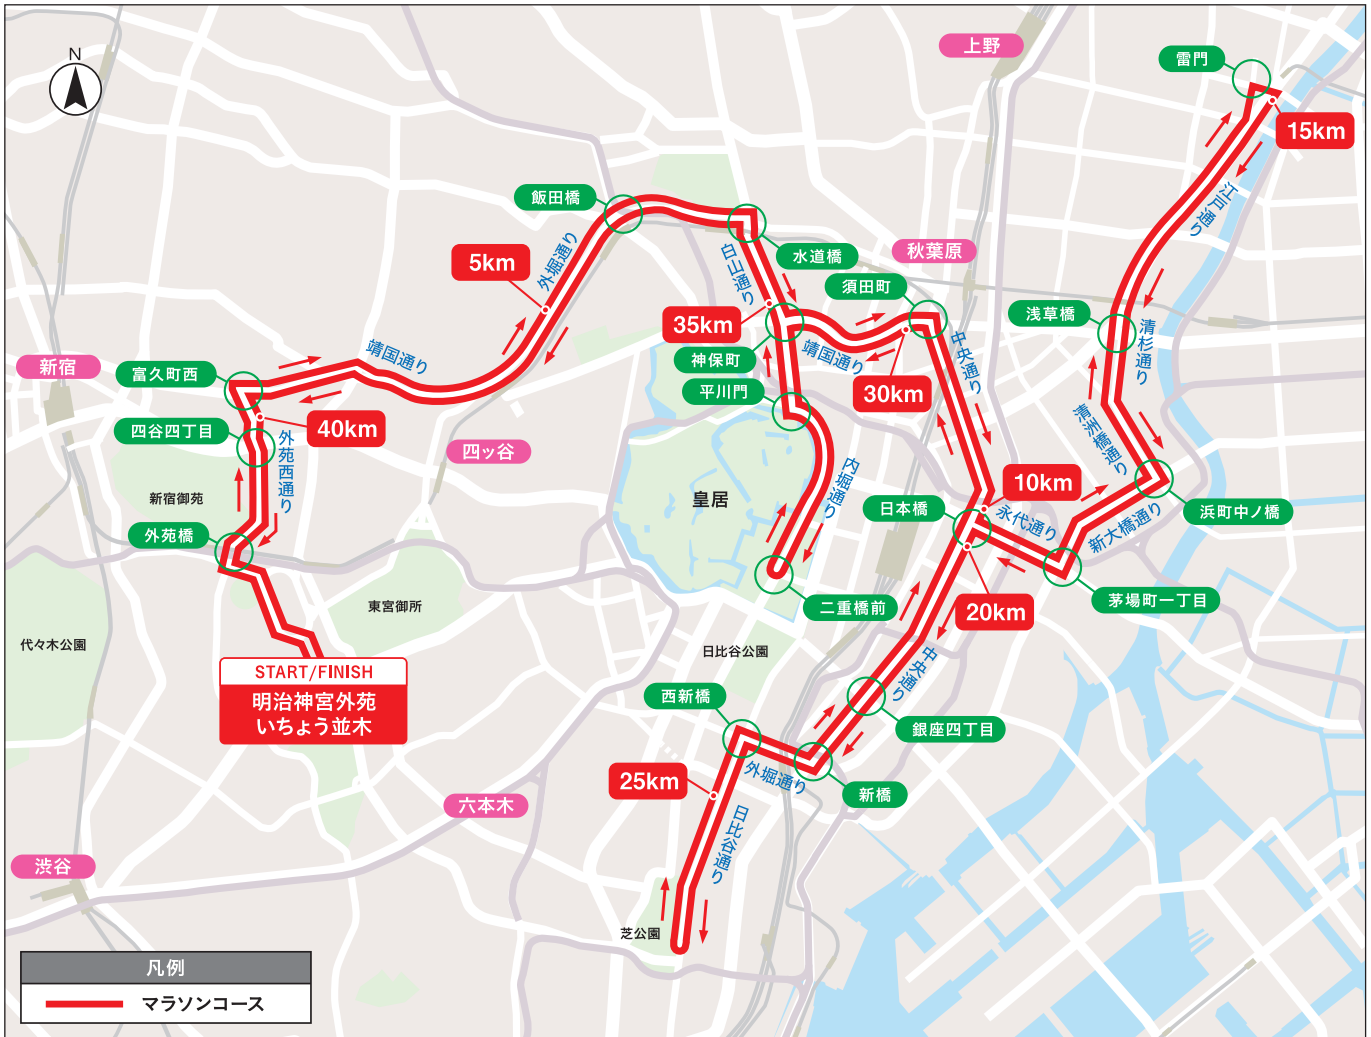 N
上野
雷門
15km
江戸通り
飯田橋
外堀通り
5km
白山通り
水道橋
秋葉原
須田町
浅草橋
清杉通り
35km
神保町
靖国通り
中央通り
30km
平川門
新宿
富久町西
靖国通り
四谷四丁目
40km
外苑西通り
四ッ谷
新宿御苑
外苑橋
皇居
内堀通り
清洲橋通り
10km
日本橋
永代通り
新大橋通り
浜町中ノ橋
20km
茅場町一丁目
二重橋前
東宮御所
代々木公園
日比谷公園
START/FINISH
明治神宮外苑
いちょう並木
西新橋
中央通り
銀座四丁目
25km
外堀通り
新橋
日比谷通り
六本木
渋谷
芝公園
凡例
マラソンコース